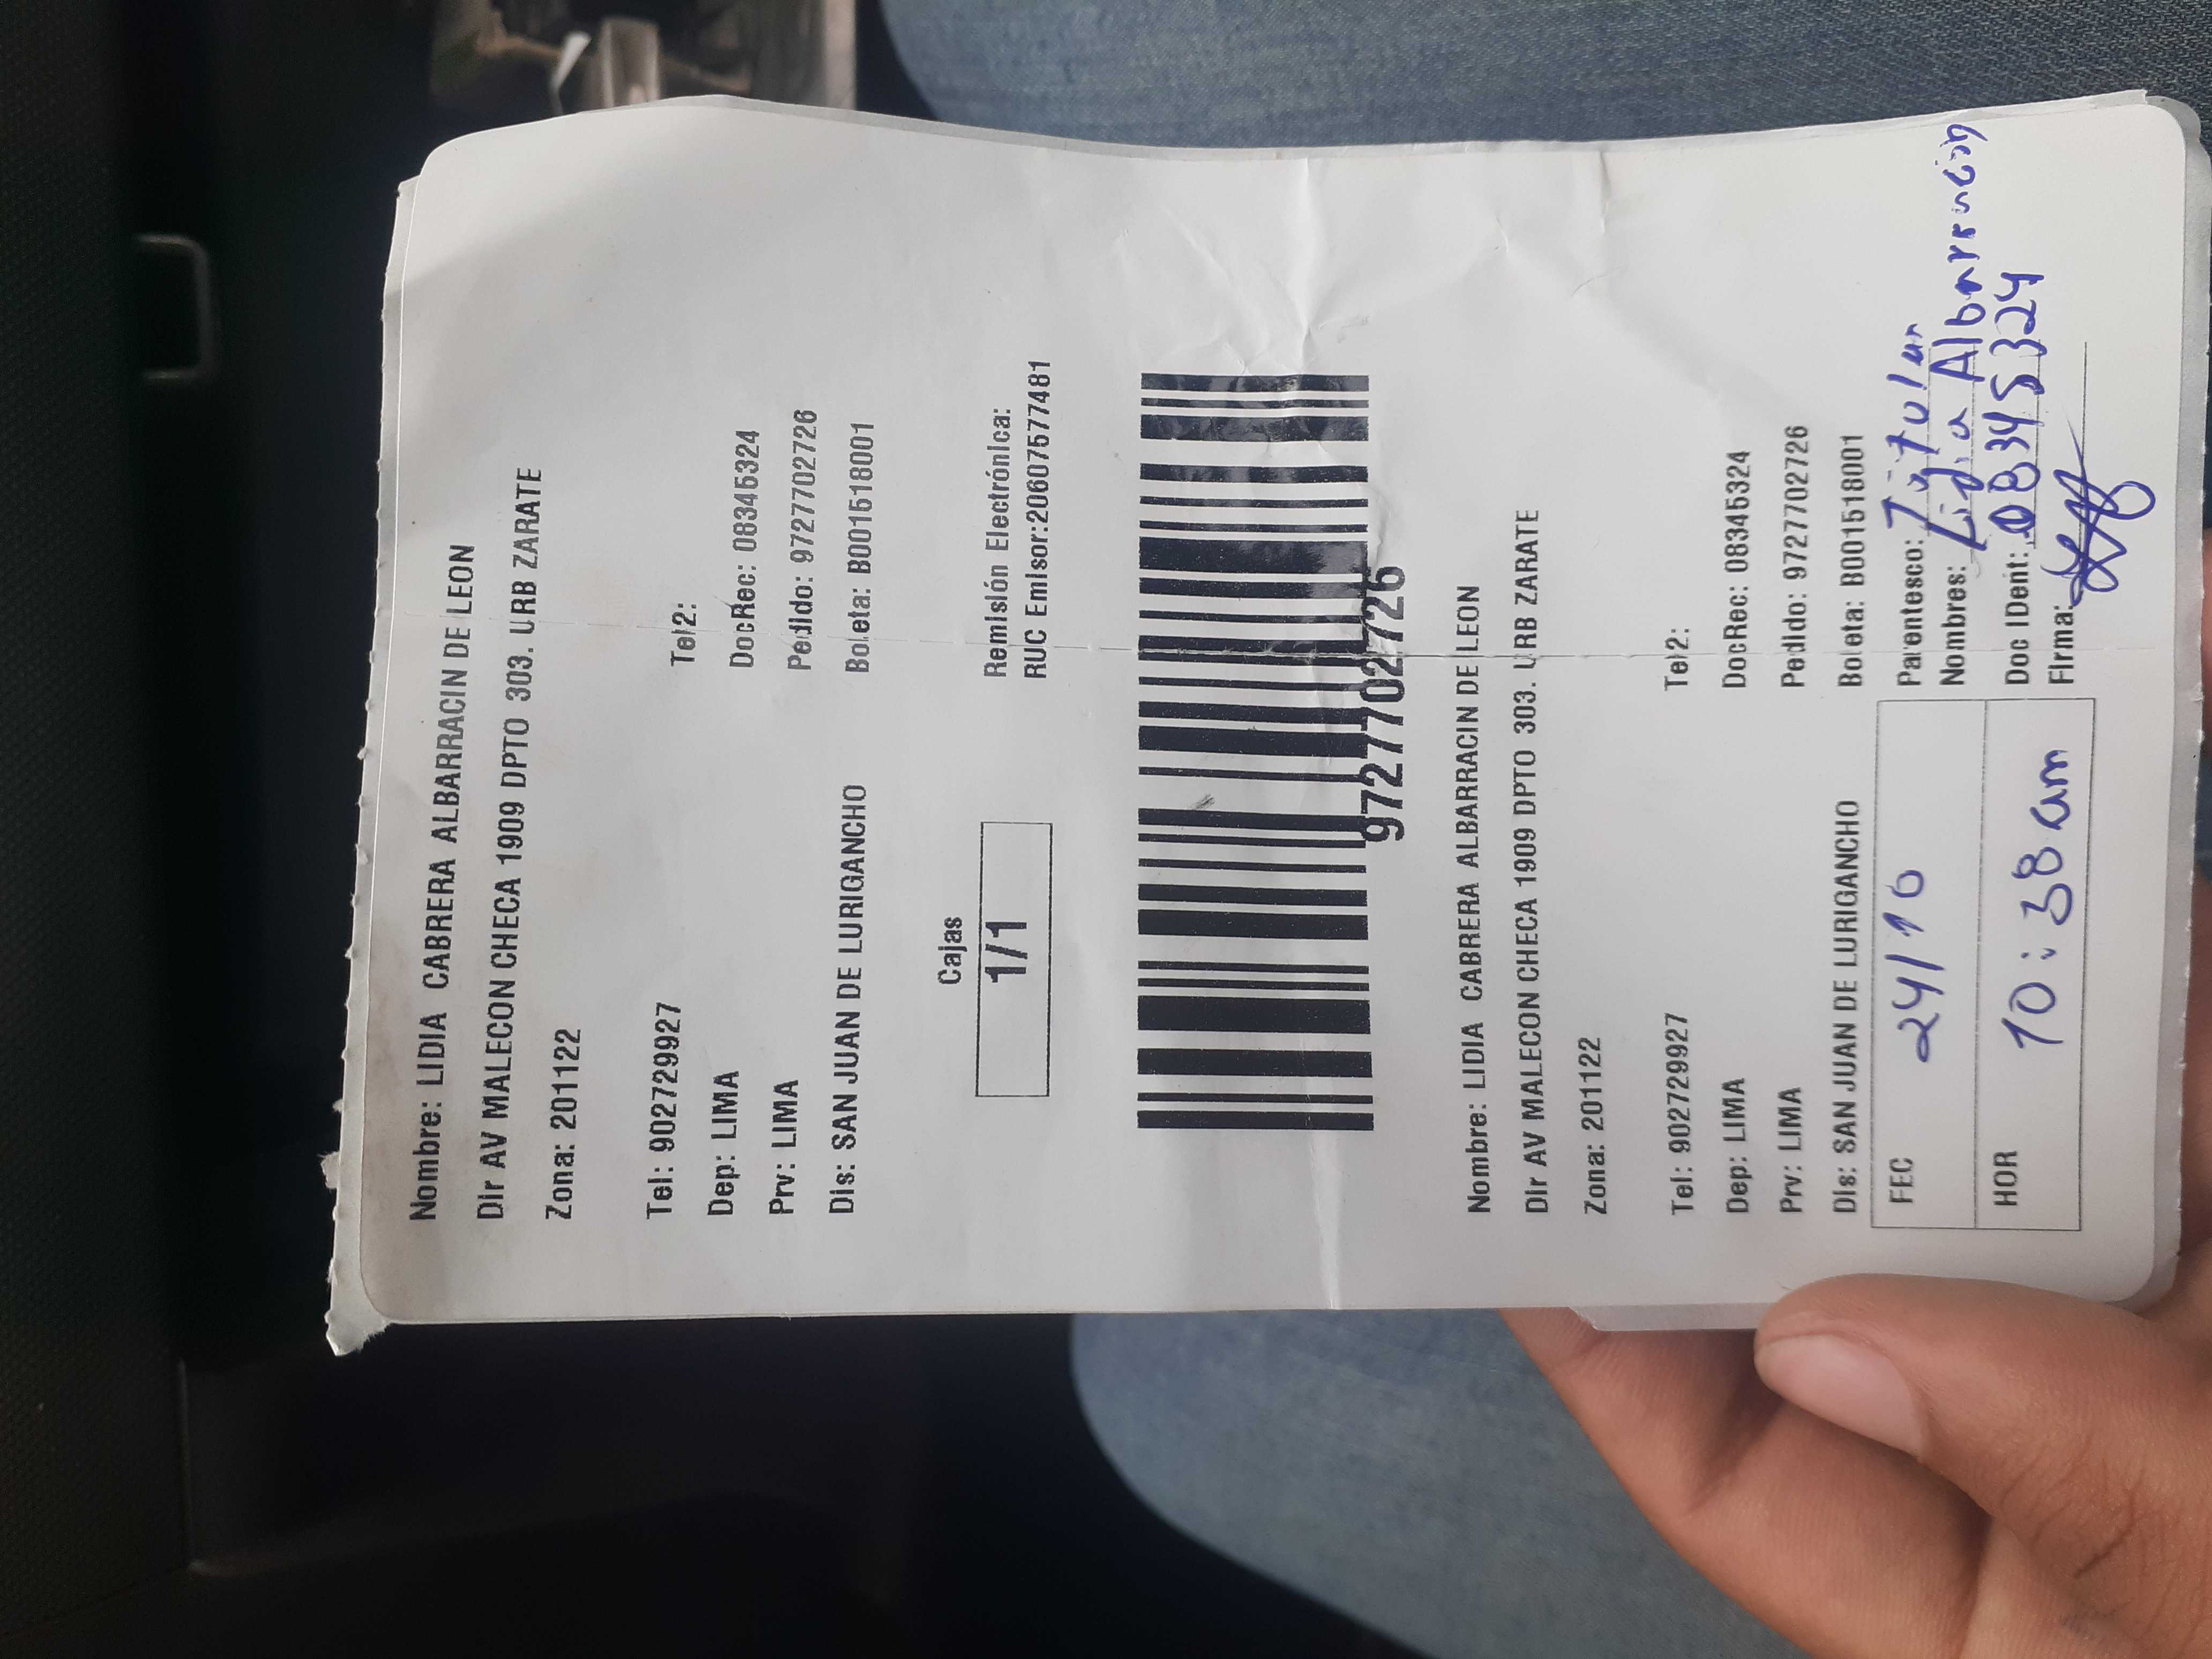 Nombre: LIDIA CABRERA ALBARRACIN DE LEON
Dir AV MALECON CHECA 1909 DPTO 303. URB ZARATE
Zona: 201122
Tel: 902729927 Tel2:
Dep: LIMA DocRec: 08345324
Prv: LIMA Pedido: 97277702726
Dis: SAN JUAN DE LURIGANCHO Boleta: B001518001
Cajas
1/1
Remisión Electrónica:
RUC Emisor:20607577481
97277702726
Nombre: LIDIA CABRERA ALBARRACIN DE LEON
Dir AV MALECON CHECA 1909 DPTO 303. URB ZARATE
Zona: 201122
Tel: 902729927 Tel2:
Dep: LIMA DocRec: 08345324
Prv: LIMA Pedido: 97277702726
Dis: SAN JUAN DE LURIGANCHO Boleta: B001518001
FEC 24/10
HOR 10:38 am
Parentesco: Titular
Nombres: Lidia Albarracin
Doc IDent: 08345324
Firma: